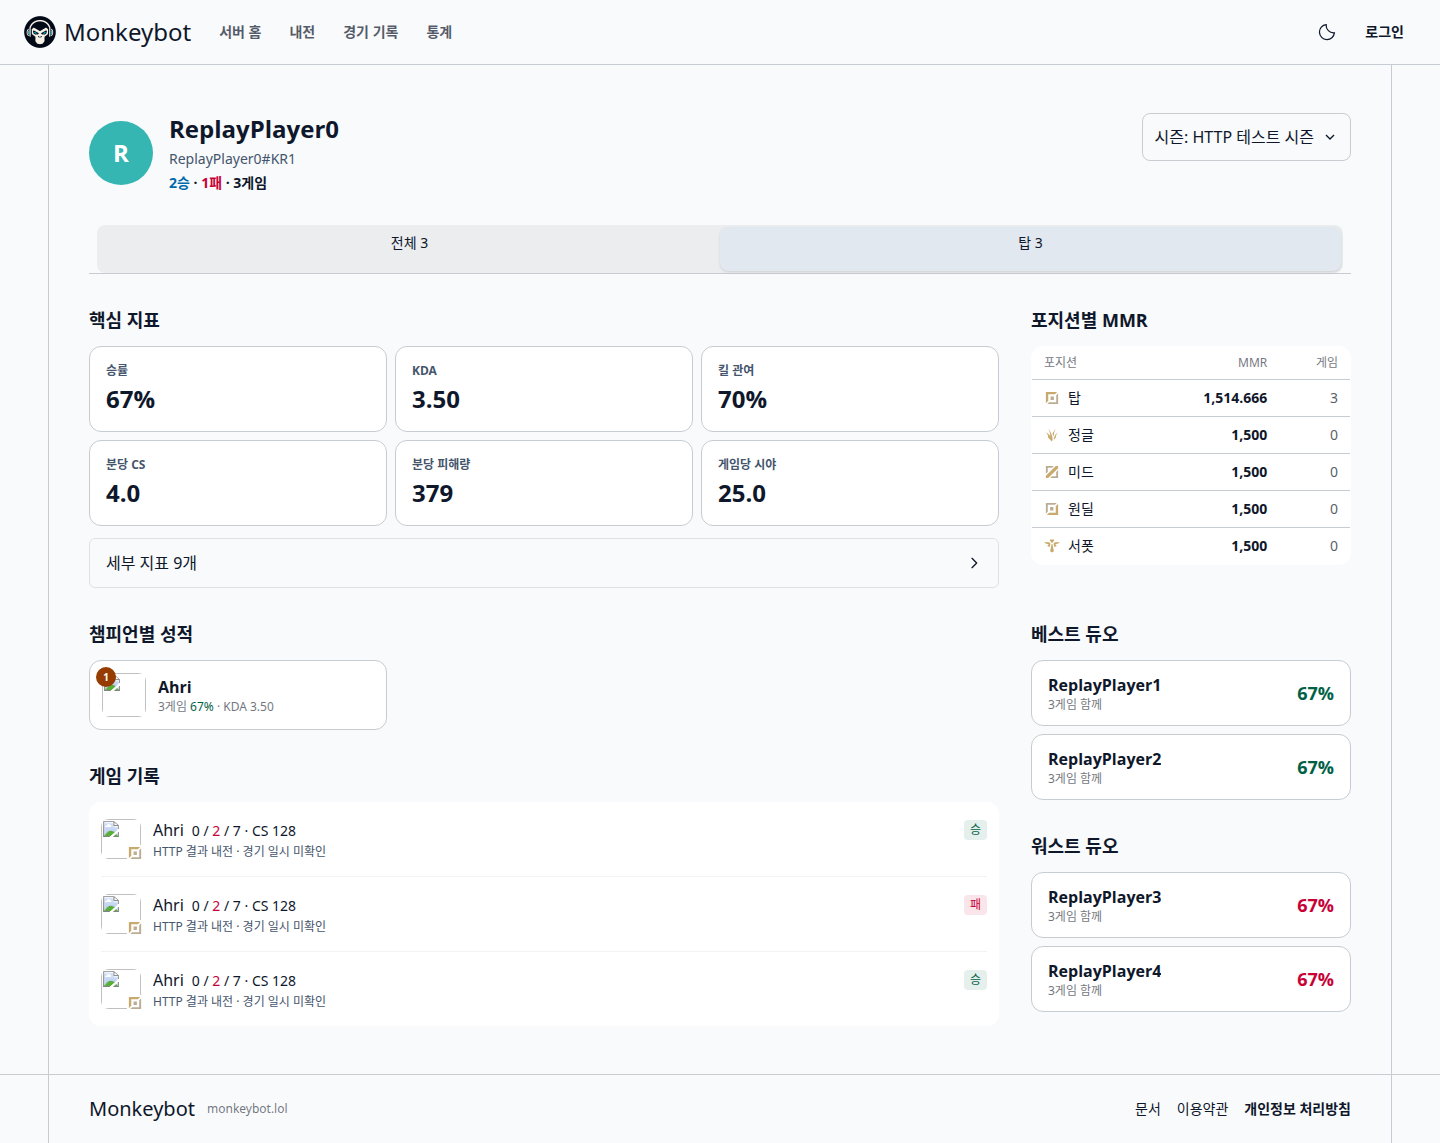 Monkeybot 서버 홈 내전 경기 기록 통계 로그인
R
ReplayPlayer0
ReplayPlayer0#KR1
2승 · 1패 · 3게임
시즌: HTTP 테스트 시즌
전체 3 탑 3
핵심 지표
승률
67%
KDA
3.50
킬 관여
70%
분당 CS
4.0
분당 피해량
379
게임당 시야
25.0
세부 지표 9개
포지션별 MMR
포지션 MMR 게임
탑 1,514.666 3
정글 1,500 0
미드 1,500 0
원딜 1,500 0
서폿 1,500 0
챔피언별 성적
1
Ahri
3게임 67% · KDA 3.50
베스트 듀오
ReplayPlayer1
3게임 함께
67%
ReplayPlayer2
3게임 함께
67%
게임 기록
Ahri 0 / 2 / 7 · CS 128
HTTP 결과 내전 · 경기 일시 미확인
승
Ahri 0 / 2 / 7 · CS 128
HTTP 결과 내전 · 경기 일시 미확인
패
Ahri 0 / 2 / 7 · CS 128
HTTP 결과 내전 · 경기 일시 미확인
승
워스트 듀오
ReplayPlayer3
3게임 함께
67%
ReplayPlayer4
3게임 함께
67%
Monkeybot monkeybot.lol 문서 이용약관 개인정보 처리방침